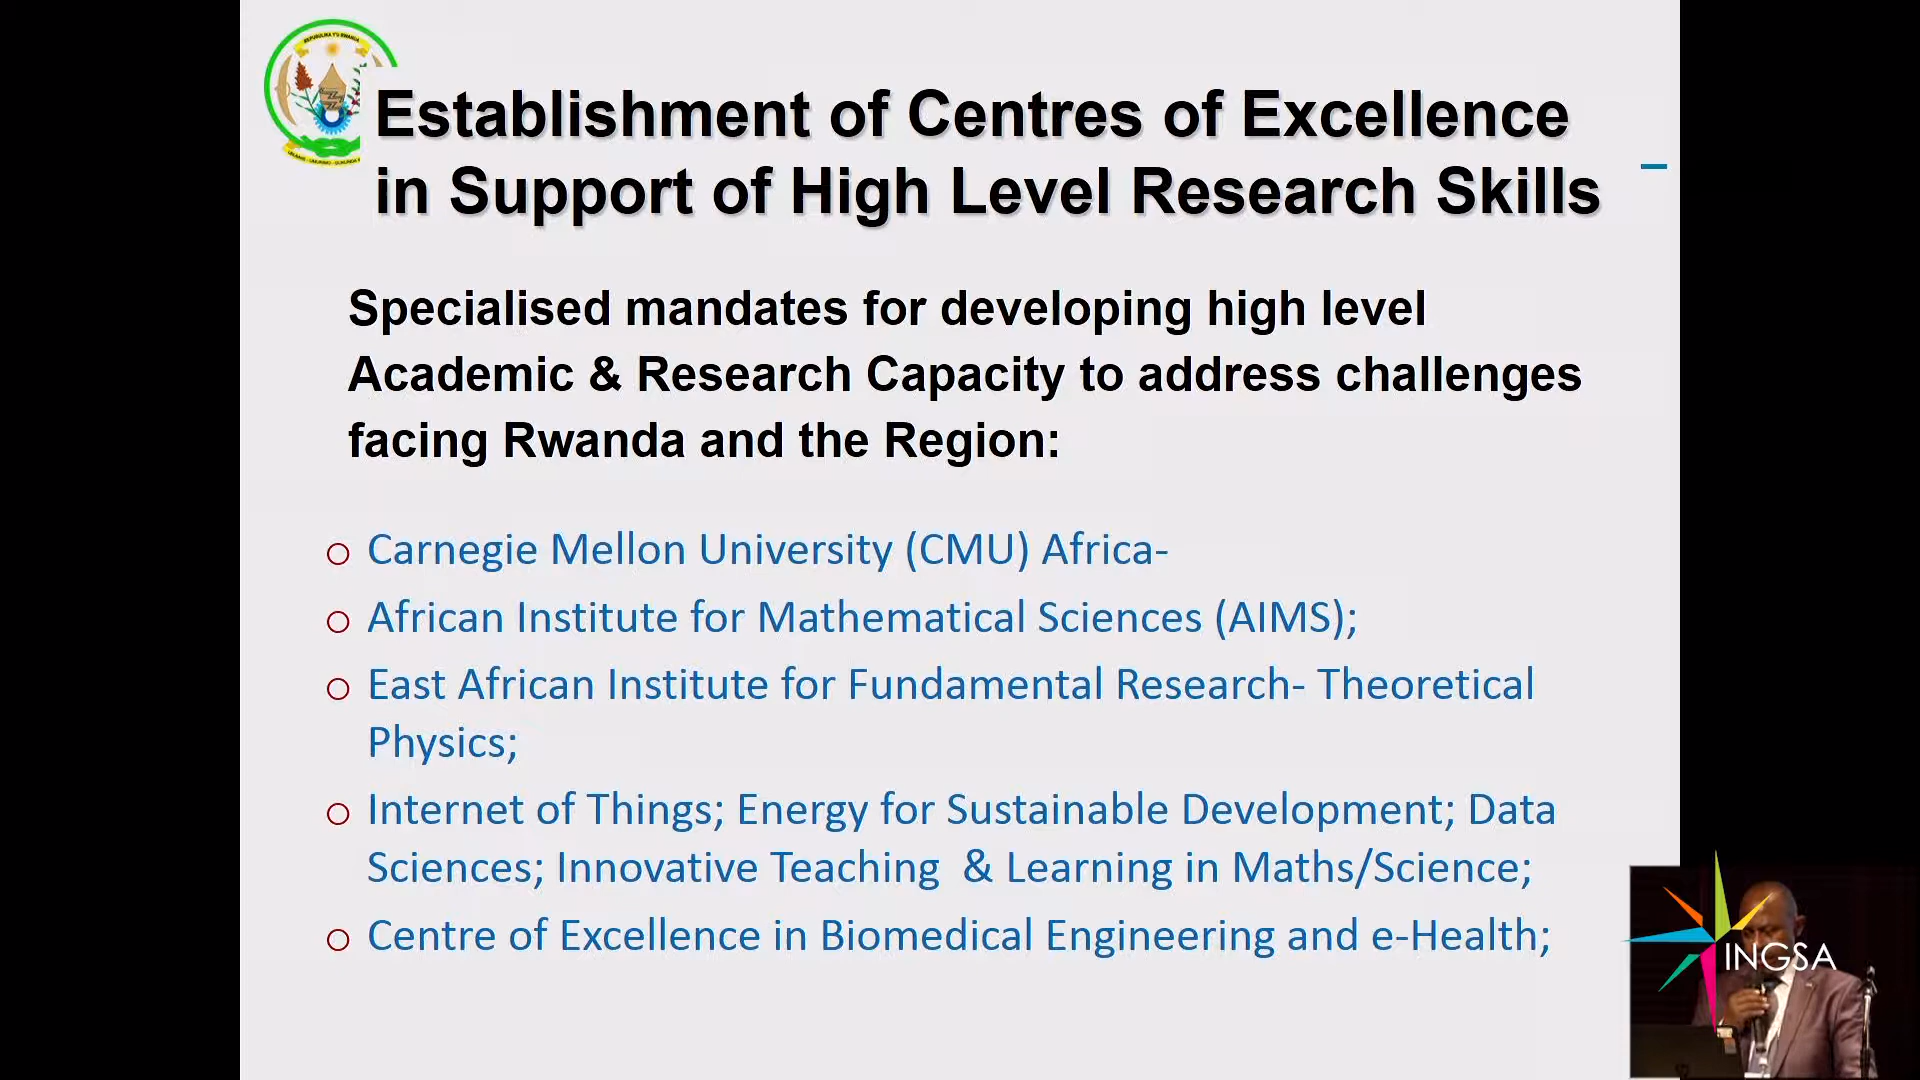 REPUBULIKA Y'U RWANDA
Establishment of Centres of Excellence
in Support of High Level Research Skills
Specialised mandates for developing high level
Academic & Research Capacity to address challenges
facing Rwanda and the Region:
o Carnegie Mellon University (CMU) Africa-
o African Institute for Mathematical Sciences (AIMS);
o East African Institute for Fundamental Research- Theoretical
Physics;
o Internet of Things; Energy for Sustainable Development; Data
Sciences; Innovative Teaching & Learning in Maths/Science;
o Centre of Excellence in Biomedical Engineering and e-Health;
INGSA